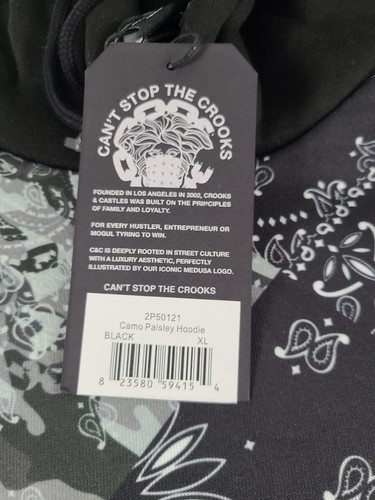 CAN'T STOP THE CROOKS
FOUNDED IN LOS ANGELES IN 2002, CROOKS
& CASTLES WAS BUILT ON THE PRINCIPLES
OF FAMILY AND LOYALTY.
FOR EVERY HUSTLER, ENTREPRENEUR OR
MOGUL TYRING TO WIN.
C&C IS DEEPLY ROOTED IN STREET CULTURE
WITH A LUXURY AESTHETIC, PERFECTLY
ILLUSTRATED BY OUR ICONIC MEDUSA LOGO.
CAN'T STOP THE CROOKS
2P50121
Camo Paisley Hoodie
BLACK XL
8 23580 59415 4